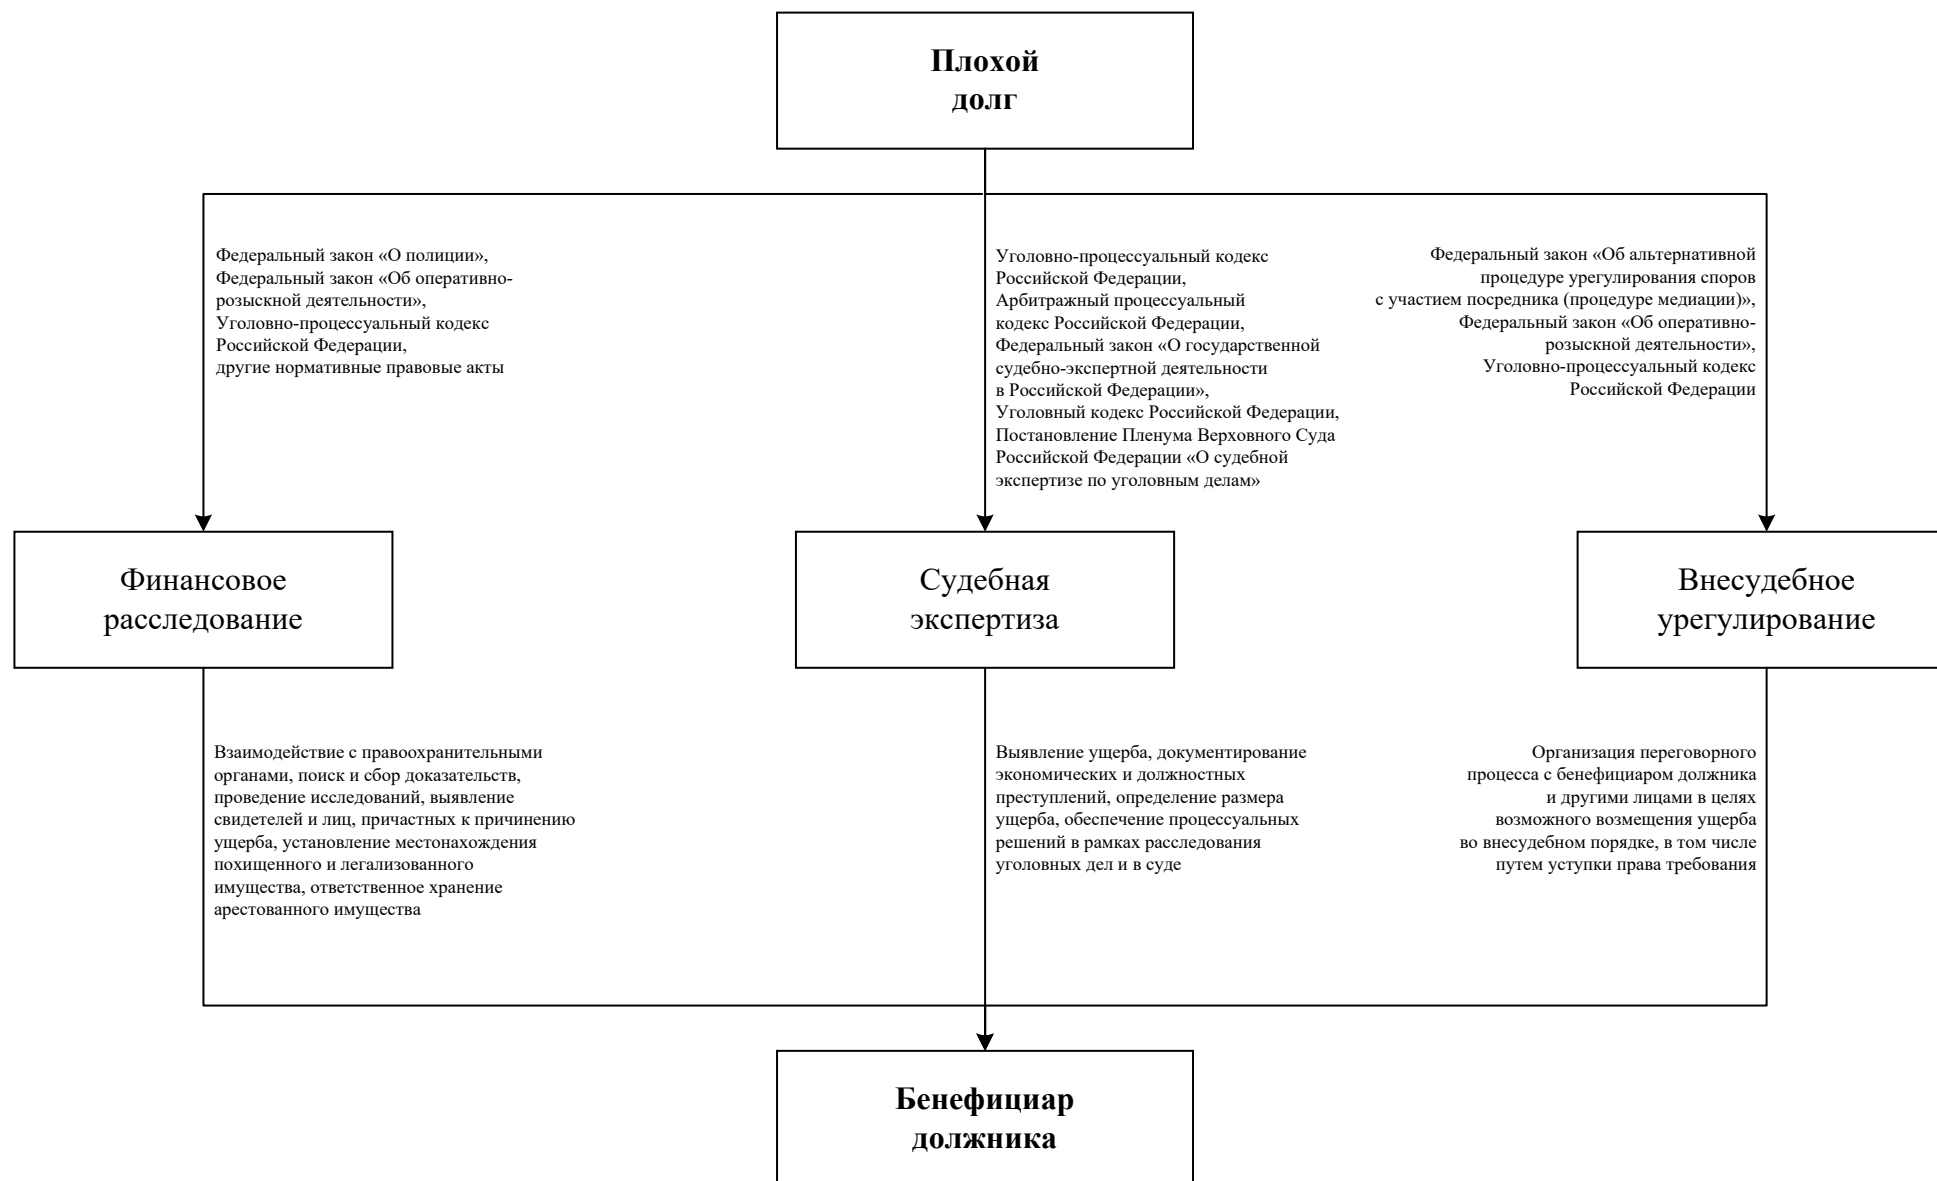 Плохой
долг
Федеральный закон «О полиции»,
Федеральный закон «Об оперативно-
розыскной деятельности»,
Уголовно-процессуальный кодекс
Российской Федерации,
другие нормативные правовые акты
Уголовно-процессуальный кодекс
Российской Федерации,
Арбитражный процессуальный
кодекс Российской Федерации,
Федеральный закон «О государственной
судебно-экспертной деятельности
в Российской Федерации»,
Уголовный кодекс Российской Федерации,
Постановление Пленума Верховного Суда
Российской Федерации «О судебной
экспертизе по уголовным делам»
Федеральный закон «Об альтернативной
процедуре урегулирования споров
с участием посредника (процедуре медиации)»,
Федеральный закон «Об оперативно-
розыскной деятельности»,
Уголовно-процессуальный кодекс
Российской Федерации
Финансовое
расследование
Судебная
экспертиза
Внесудебное
урегулирование
Взаимодействие с правоохранительными
органами, поиск и сбор доказательств,
проведение исследований, выявление
свидетелей и лиц, причастных к причинению
ущерба, установление местонахождения
похищенного и легализованного
имущества, ответственное хранение
арестованного имущества
Выявление ущерба, документирование
экономических и должностных
преступлений, определение размера
ущерба, обеспечение процессуальных
решений в рамках расследования
уголовных дел и в суде
Организация переговорного
процесса с бенефициаром должника
и другими лицами в целях
возможного возмещения ущерба
во внесудебном порядке, в том числе
путем уступки права требования
Бенефициар
должника